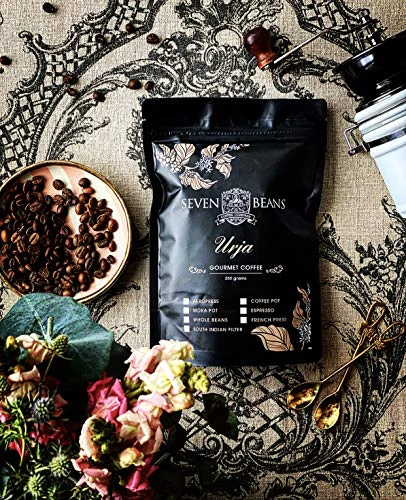 SEVEN BEANS
Urja
GOURMET COFFEE
250 grams
AEROPRESS COFFEE POT
MOKA POT ESPRESSO
WHOLE BEANS FRENCH PRESS
SOUTH INDIAN FILTER